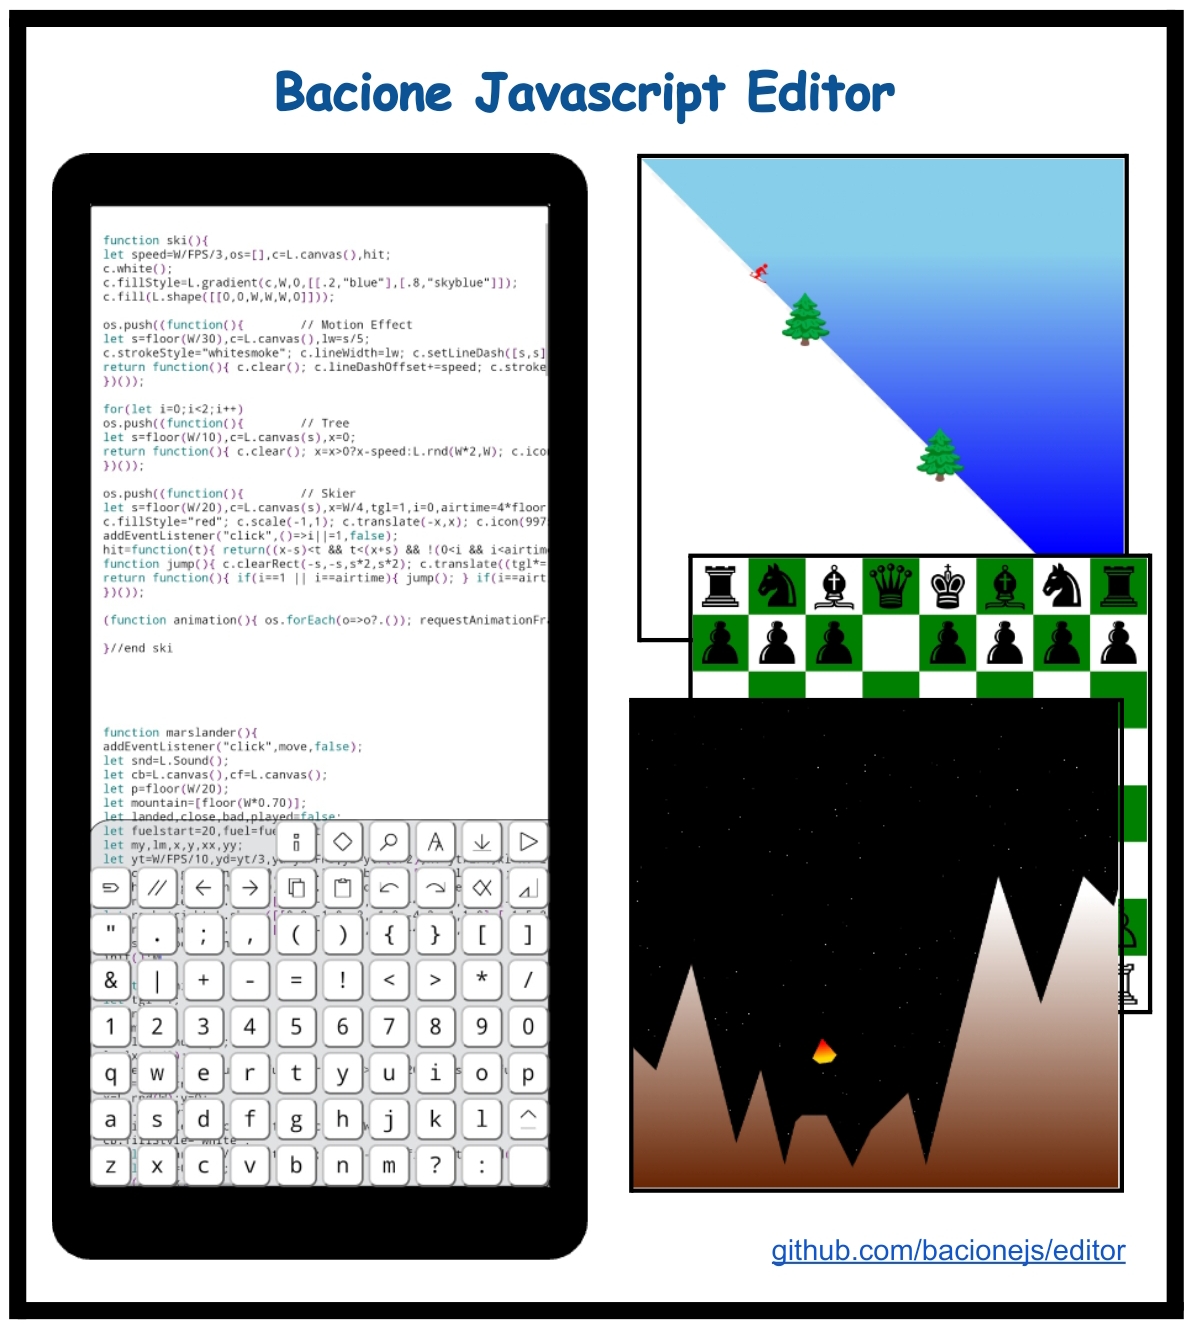 Bacione Javascript Editor
function ski(){
let speed=W/FPS/3,os=[],c=L.canvas(),hit;
c.white();
c.fillStyle=L.gradient(c,W,0,[[.2,"blue"],[.8,"skyblue"]]);
c.fill(L.shape([[0,0,W,W,W,0]]));
os.push((function(){ // Motion Effect
let s=floor(W/30),c=L.canvas(),lw=s/5;
c.strokeStyle="whitesmoke"; c.lineWidth=lw; c.setLineDash([s,s]
return function(){ c.clear(); c.lineDashOffset+=speed; c.stroke
})());
for(let i=0;i<2;i++)
os.push((function(){ // Tree
let s=floor(W/10),c=L.canvas(s),x=0;
return function(){ c.clear(); x=x>0?x-speed:L.rnd(W*2,W); c.ico
})());
os.push((function(){ // Skier
let s=floor(W/20),c=L.canvas(s),x=W/4,tgl=1,i=0,airtime=4*floor
c.fillStyle="red"; c.scale(-1,1); c.translate(-x,x); c.icon(997
addEventListener("click",()=>i||=1,false);
hit=function(t){ return((x-s)<t && t<(x+s) && !(0<i && i<airtim
function jump(){ c.clearRect(-s,-s,s*2,s*2); c.translate((tgl*=
return function(){ if(i==1 || i==airtime){ jump(); } if(i==airt
})());
(function animation(){ os.forEach(o=>o?.()); requestAnimationFr
}//end ski
function marslander(){
addEventListener("click",move,false);
let snd=L.Sound();
let cb=L.canvas(),cf=L.canvas();
let p=floor(W/20);
let mountain=[floor(W*0.70)];
let landed,close,bad,played=false;
let fuelstart=20,fuel=fue
let my,lm,x,y,xx,yy;
let yt=W/FPS/10,yd=yt/3,y
// ← →
" . ; , ( ) { } [ ]
& | + - = ! < > * /
1 2 3 4 5 6 7 8 9 0
q w e r t y u i o p
a s d f g h j k l ^
z x c v b n m ? :
github.com/bacionejs/editor